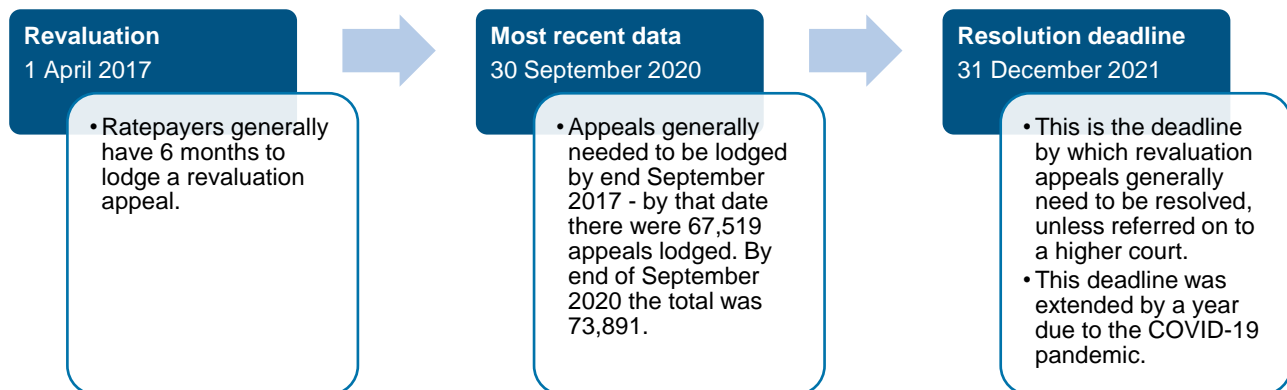 Revaluation
1 April 2017
• Ratepayers generally
have 6 months to
lodge a revaluation
appeal.
Most recent data
30 September 2020
• Appeals generally
needed to be lodged
by end September
2017 - by that date
there were 67,519
appeals lodged. By
end of September
2020 the total was
73,891.
Resolution deadline
31 December 2021
• This is the deadline
by which revaluation
appeals generally
need to be resolved,
unless referred on to
a higher court.
• This deadline was
extended by a year
due to the COVID-19
pandemic.